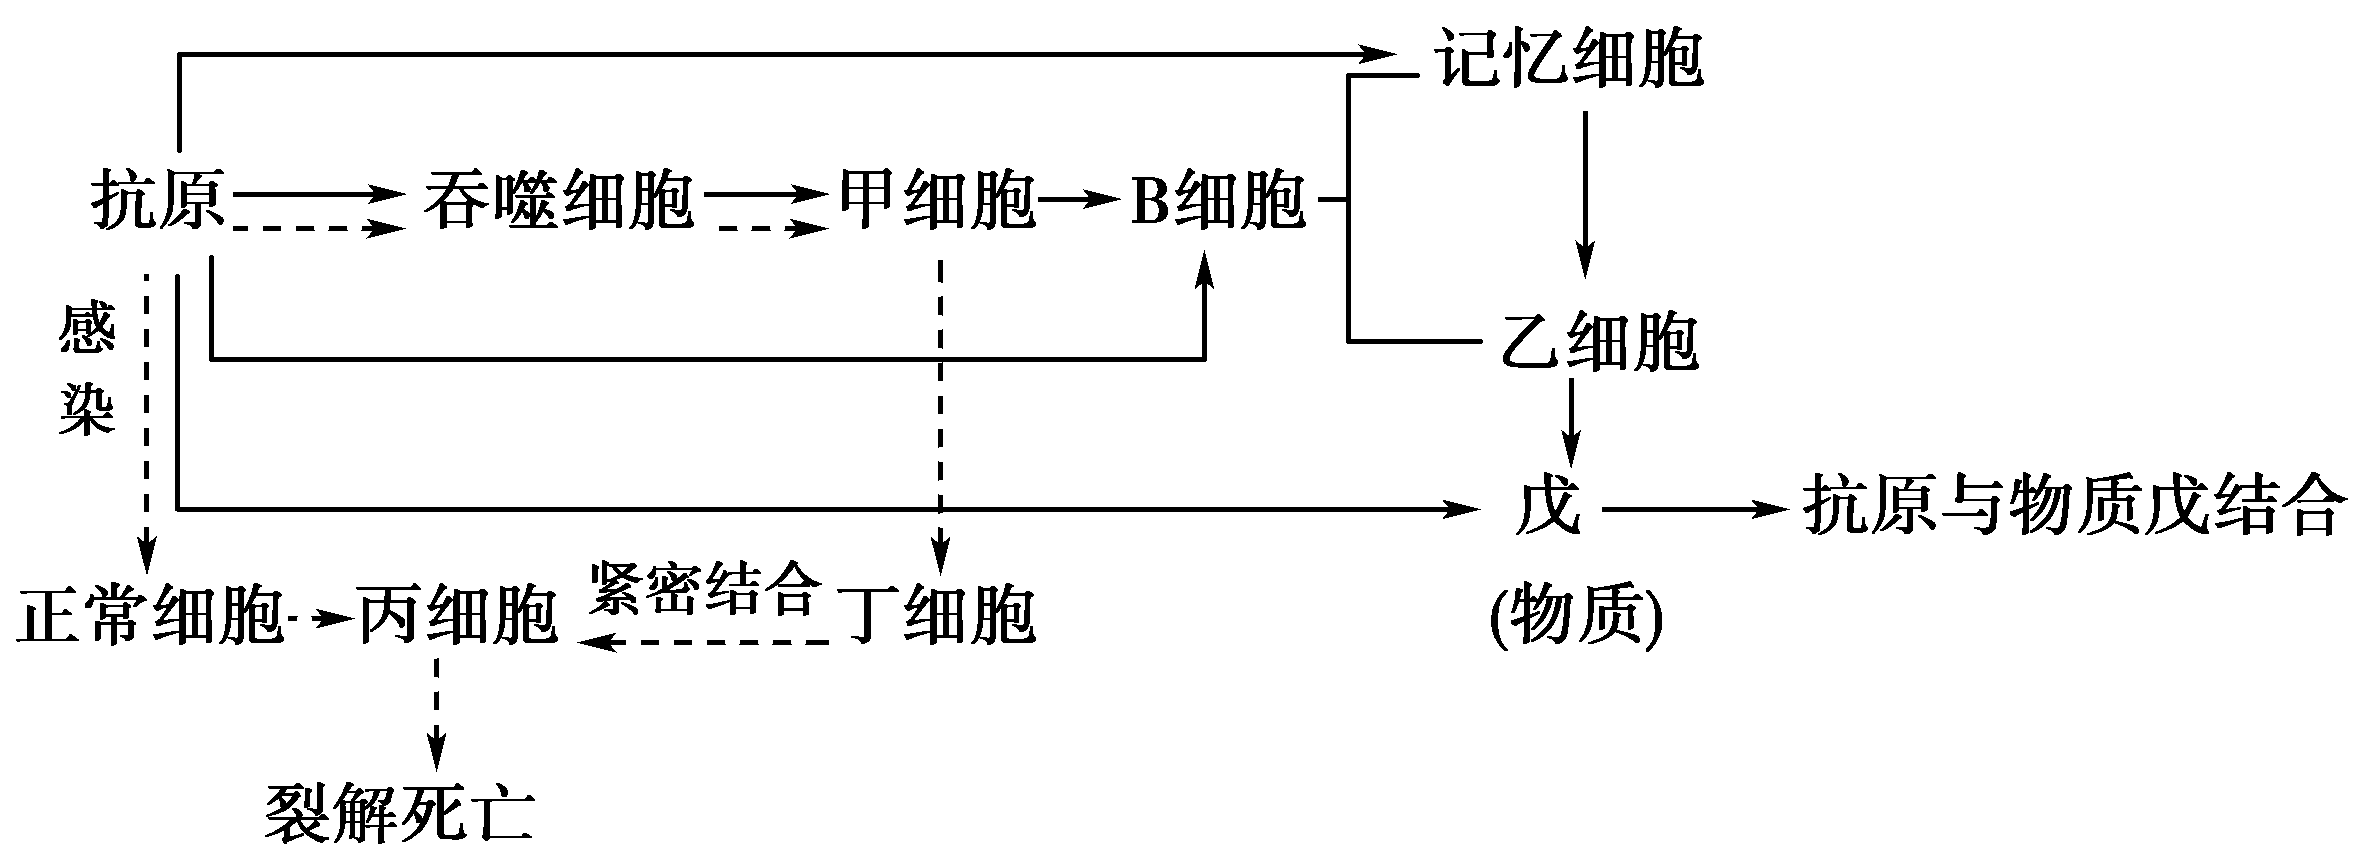 记忆细胞
抗原 吞噬细胞 甲细胞 B细胞
感染
乙细胞
戊 抗原与物质戊结合
(物质)
正常细胞 丙细胞 紧密结合 丁细胞
裂解死亡